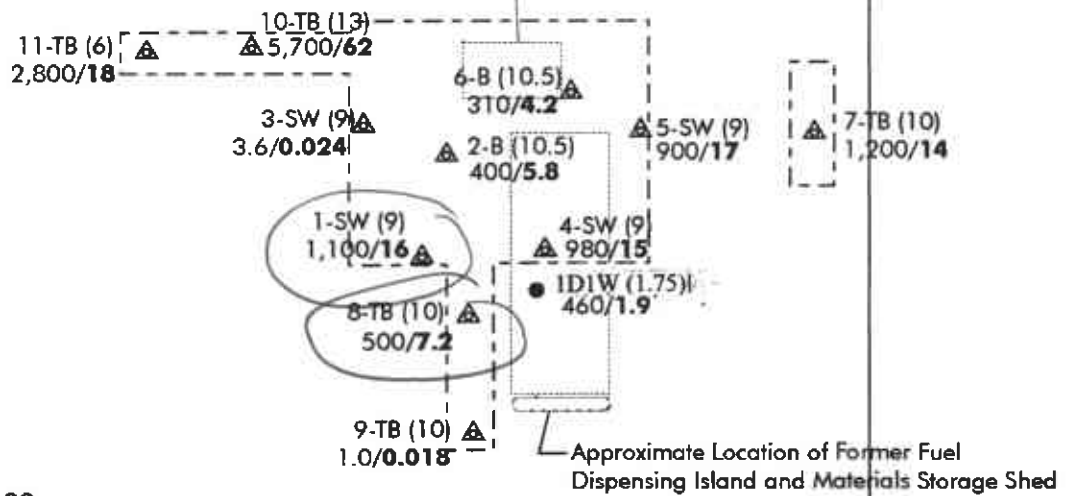 10-TB (13)
5,700/62
11-TB (6)
2,800/18
6-B (10.5)
310/4.2
3-SW (9)
3.6/0.024
5-SW (9)
900/17
7-TB (10)
1,200/14
2-B (10.5)
400/5.8
1-SW (9)
1,100/16
4-SW (9)
980/15
1D1W (1.75)
460/1.9
8-TB (10)
500/7.2
9-TB (10)
1.0/0.018
Approximate Location of Former Fuel
Dispensing Island and Materials Storage Shed